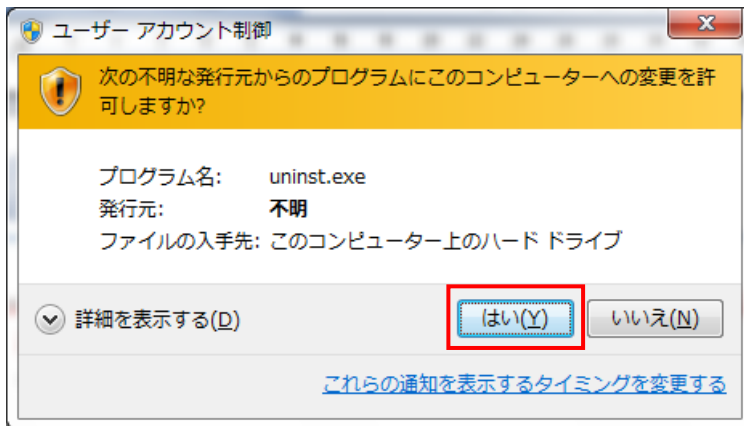 ユーザー アカウント制御
次の不明な発行元からのプログラムにこのコンピューターへの変更を許
可しますか?
プログラム名: uninst.exe
発行元: 不明
ファイルの入手先: このコンピューター上のハード ドライブ
詳細を表示する(D) はい(Y) いいえ(N)
これらの通知を表示するタイミングを変更する